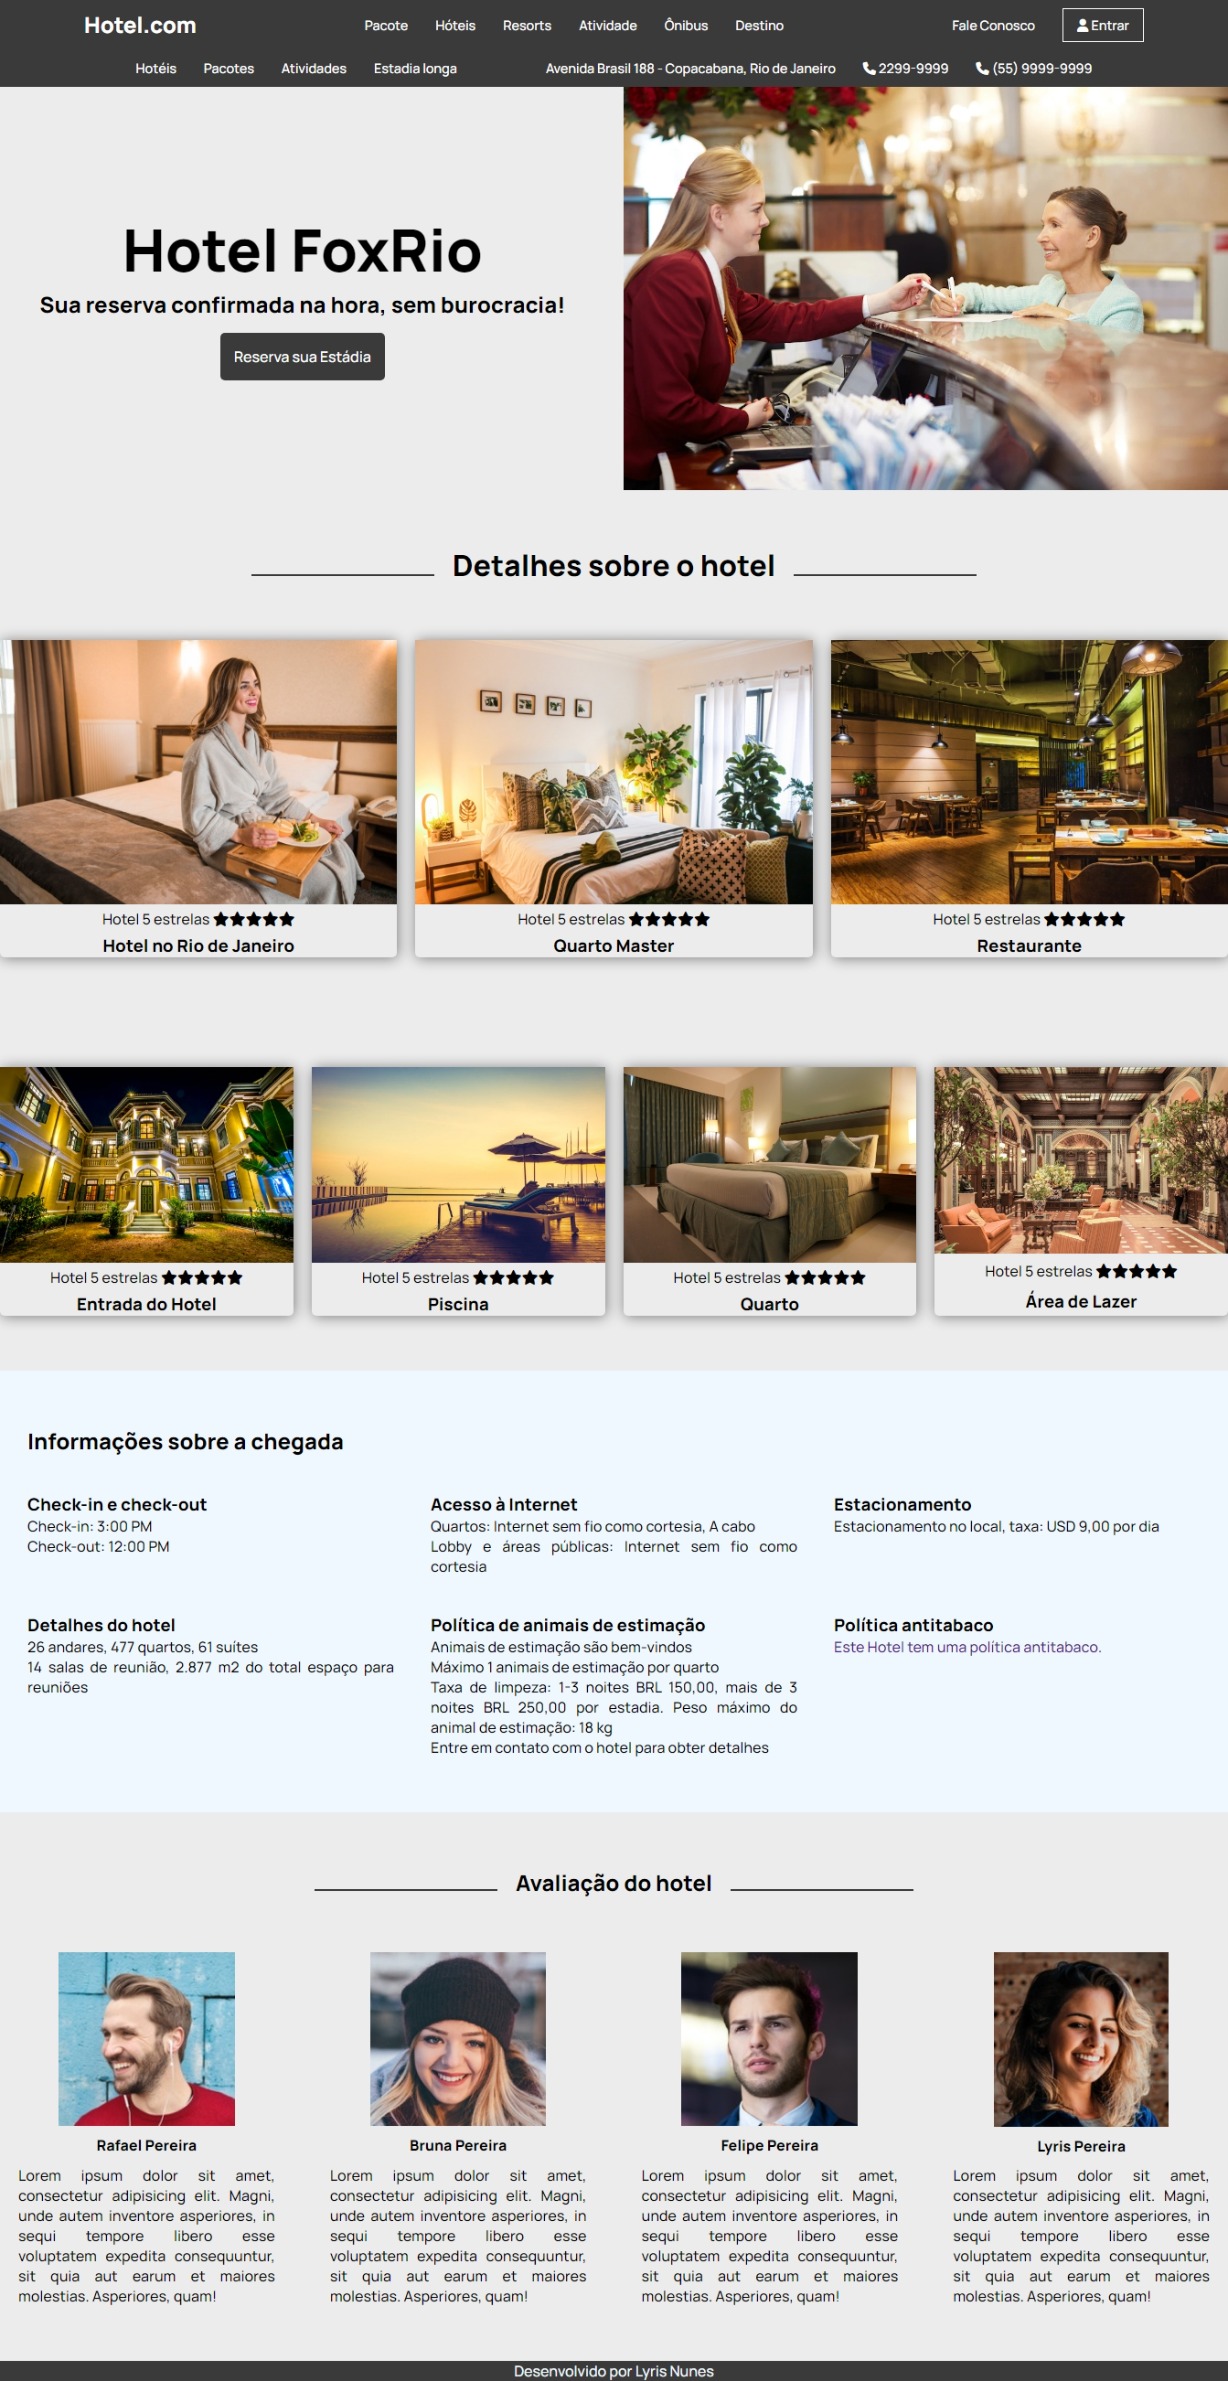 Hotel.com Pacote Hóteis Resorts Atividade Ônibus Destino Fale Conosco Entrar
Hotéis Pacotes Atividades Estadia longa Avenida Brasil 188 - Copacabana, Rio de Janeiro 2299-9999 (55) 9999-9999
Hotel FoxRio
Sua reserva confirmada na hora, sem burocracia!
Reserva sua Estádia
Detalhes sobre o hotel
Hotel 5 estrelas ★★★★★
Hotel no Rio de Janeiro
Hotel 5 estrelas ★★★★★
Quarto Master
Hotel 5 estrelas ★★★★★
Restaurante
Hotel 5 estrelas ★★★★★
Entrada do Hotel
Hotel 5 estrelas ★★★★★
Piscina
Hotel 5 estrelas ★★★★★
Quarto
Hotel 5 estrelas ★★★★★
Área de Lazer
Informações sobre a chegada
Check-in e check-out
Check-in: 3:00 PM
Check-out: 12:00 PM
Acesso à Internet
Quartos: Internet sem fio como cortesia, A cabo
Lobby e áreas públicas: Internet sem fio como
cortesia
Estacionamento
Estacionamento no local, taxa: USD 9,00 por dia
Detalhes do hotel
26 andares, 477 quartos, 61 suítes
14 salas de reunião, 2.877 m2 do total espaço para
reuniões
Política de animais de estimação
Animais de estimação são bem-vindos
Máximo 1 animais de estimação por quarto
Taxa de limpeza: 1-3 noites BRL 150,00, mais de 3
noites BRL 250,00 por estadia. Peso máximo do
animal de estimação: 18 kg
Entre em contato com o hotel para obter detalhes
Política antitabaco
Este Hotel tem uma política antitabaco.
Avaliação do hotel
Rafael Pereira
Lorem ipsum dolor sit amet,
consectetur adipisicing elit. Magni,
unde autem inventore asperiores, in
sequi tempore libero esse
voluptatem expedita consequuntur,
sit quia aut earum et maiores
molestias. Asperiores, quam!
Bruna Pereira
Lorem ipsum dolor sit amet,
consectetur adipisicing elit. Magni,
unde autem inventore asperiores, in
sequi tempore libero esse
voluptatem expedita consequuntur,
sit quia aut earum et maiores
molestias. Asperiores, quam!
Felipe Pereira
Lorem ipsum dolor sit amet,
consectetur adipisicing elit. Magni,
unde autem inventore asperiores, in
sequi tempore libero esse
voluptatem expedita consequuntur,
sit quia aut earum et maiores
molestias. Asperiores, quam!
Lyris Pereira
Lorem ipsum dolor sit amet,
consectetur adipisicing elit. Magni,
unde autem inventore asperiores, in
sequi tempore libero esse
voluptatem expedita consequuntur,
sit quia aut earum et maiores
molestias. Asperiores, quam!
Desenvolvido por Lyris Nunes